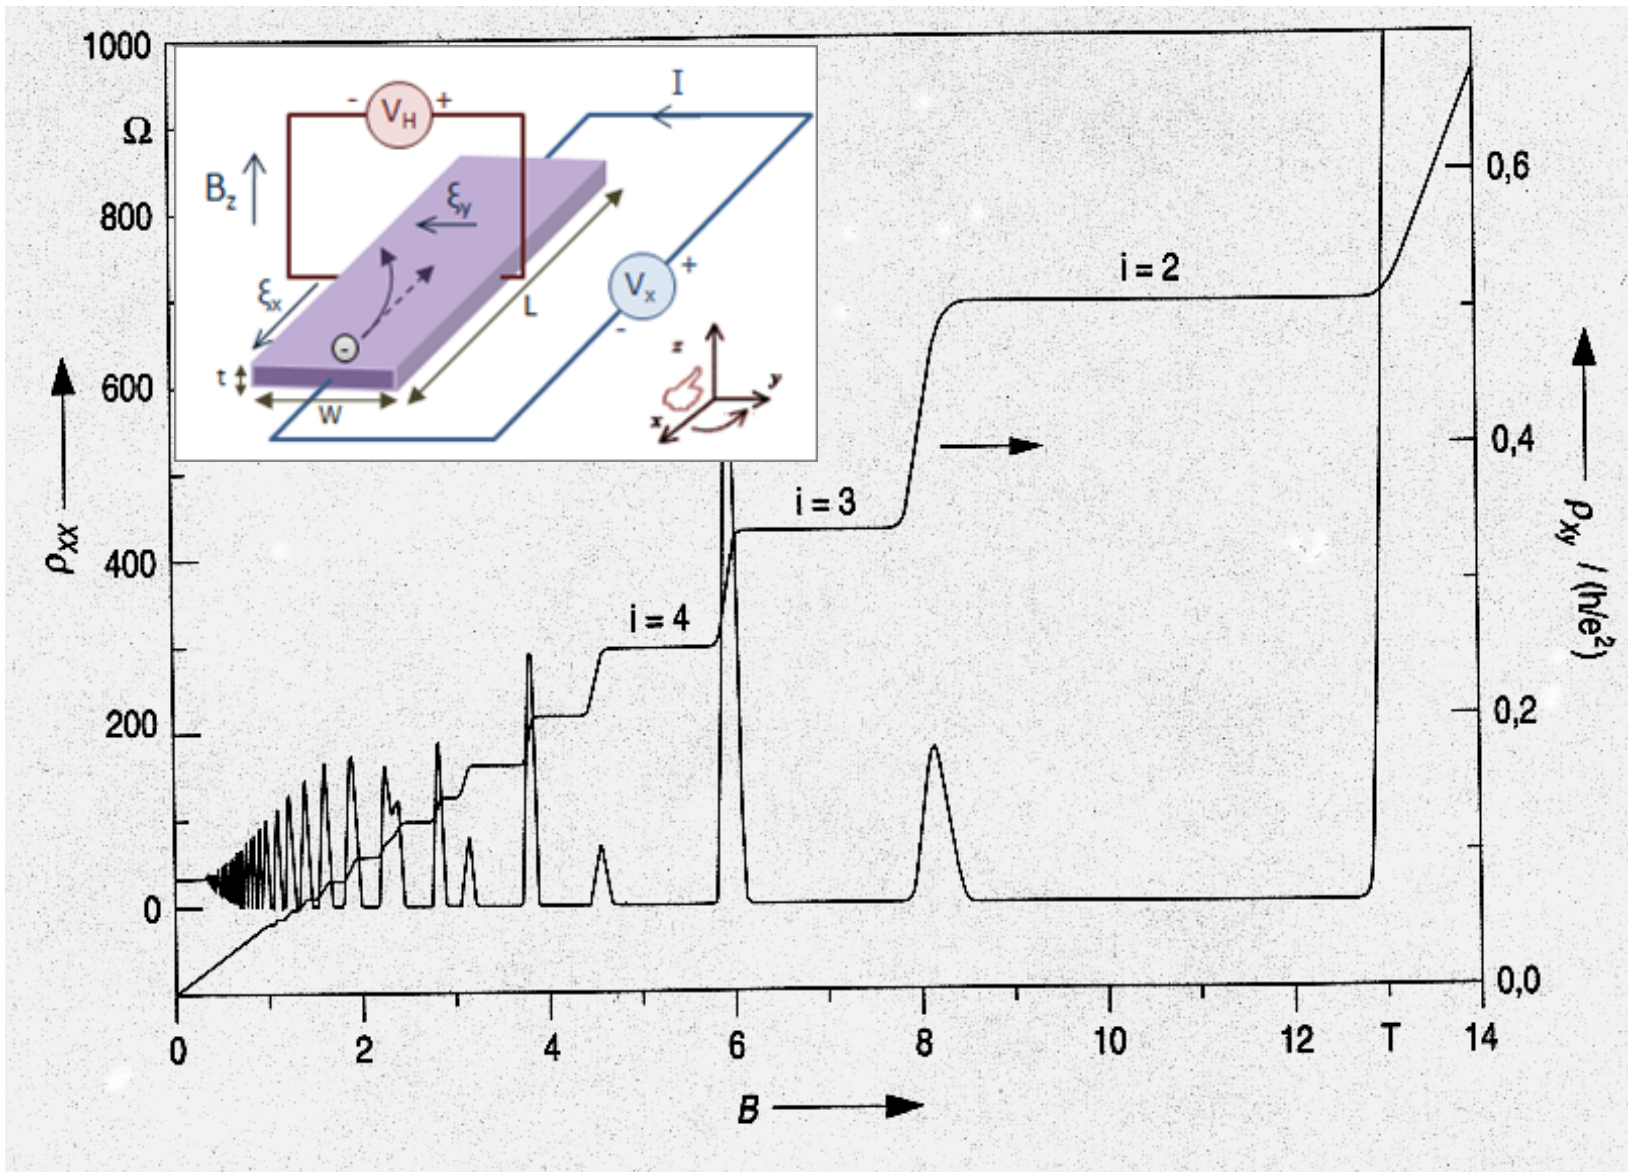 1000
Ω
800
600
400
200
0
ρxx
I
- VH +
Bz
ξy
ξx
L
+
Vx
-
t
W
z
y
x
i = 2
i = 3
i = 4
0,6
0,4
0,2
0,0
ρxy / (h/e²)
0 2 4 6 8 10 12 T 14
B
-